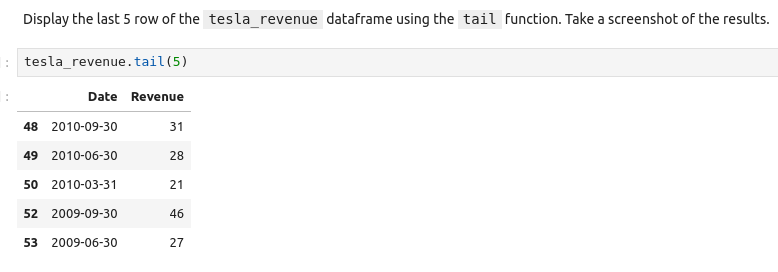 Display the last 5 row of the tesla_revenue dataframe using the tail function. Take a screenshot of the results.
: tesla_revenue.tail(5)
: Date Revenue
48 2010-09-30 31
49 2010-06-30 28
50 2010-03-31 21
52 2009-09-30 46
53 2009-06-30 27